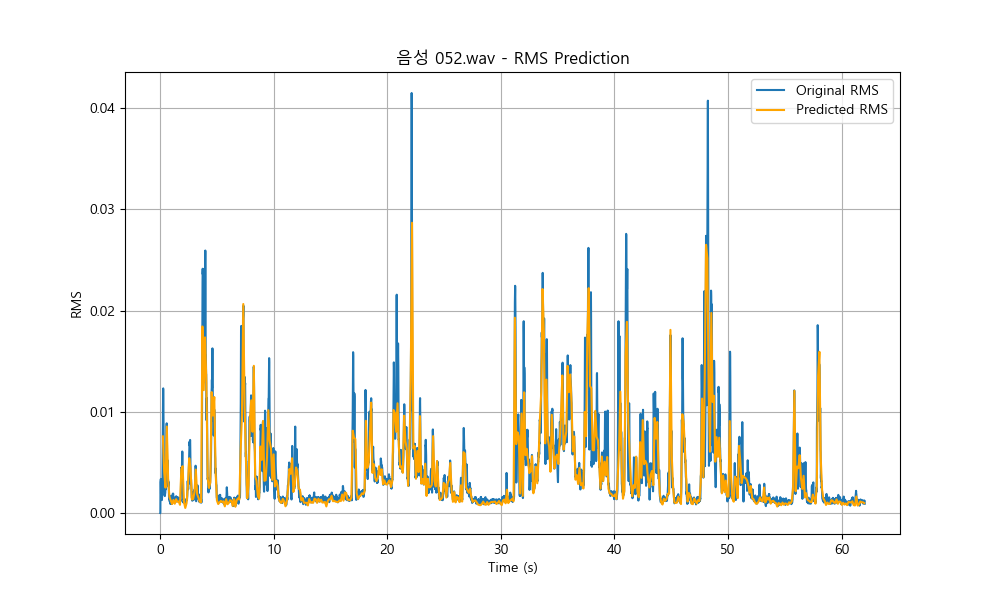 음성 052.wav - RMS Prediction
Original RMS
Predicted RMS
RMS
0.04
0.03
0.02
0.01
0.00
0 10 20 30 40 50 60
Time (s)